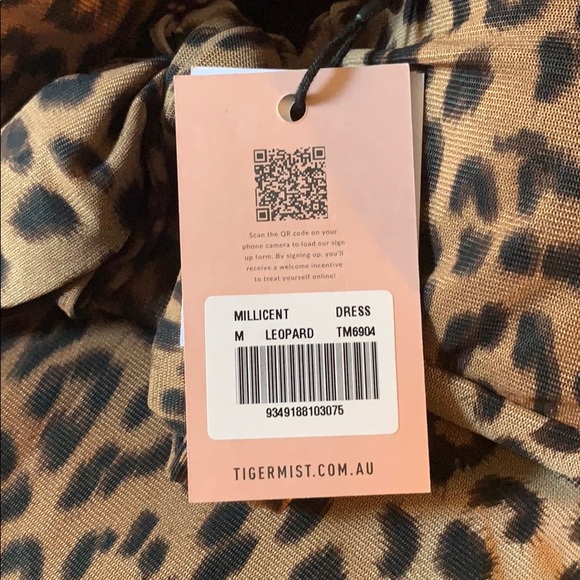 Scan the QR code on your
phone camera to load our sign
up form. By signing up, you'll
receive a welcome incentive
to treat yourself online!
MILLICENT DRESS
M LEOPARD TM6904
9349188103075
TIGERMIST.COM.AU